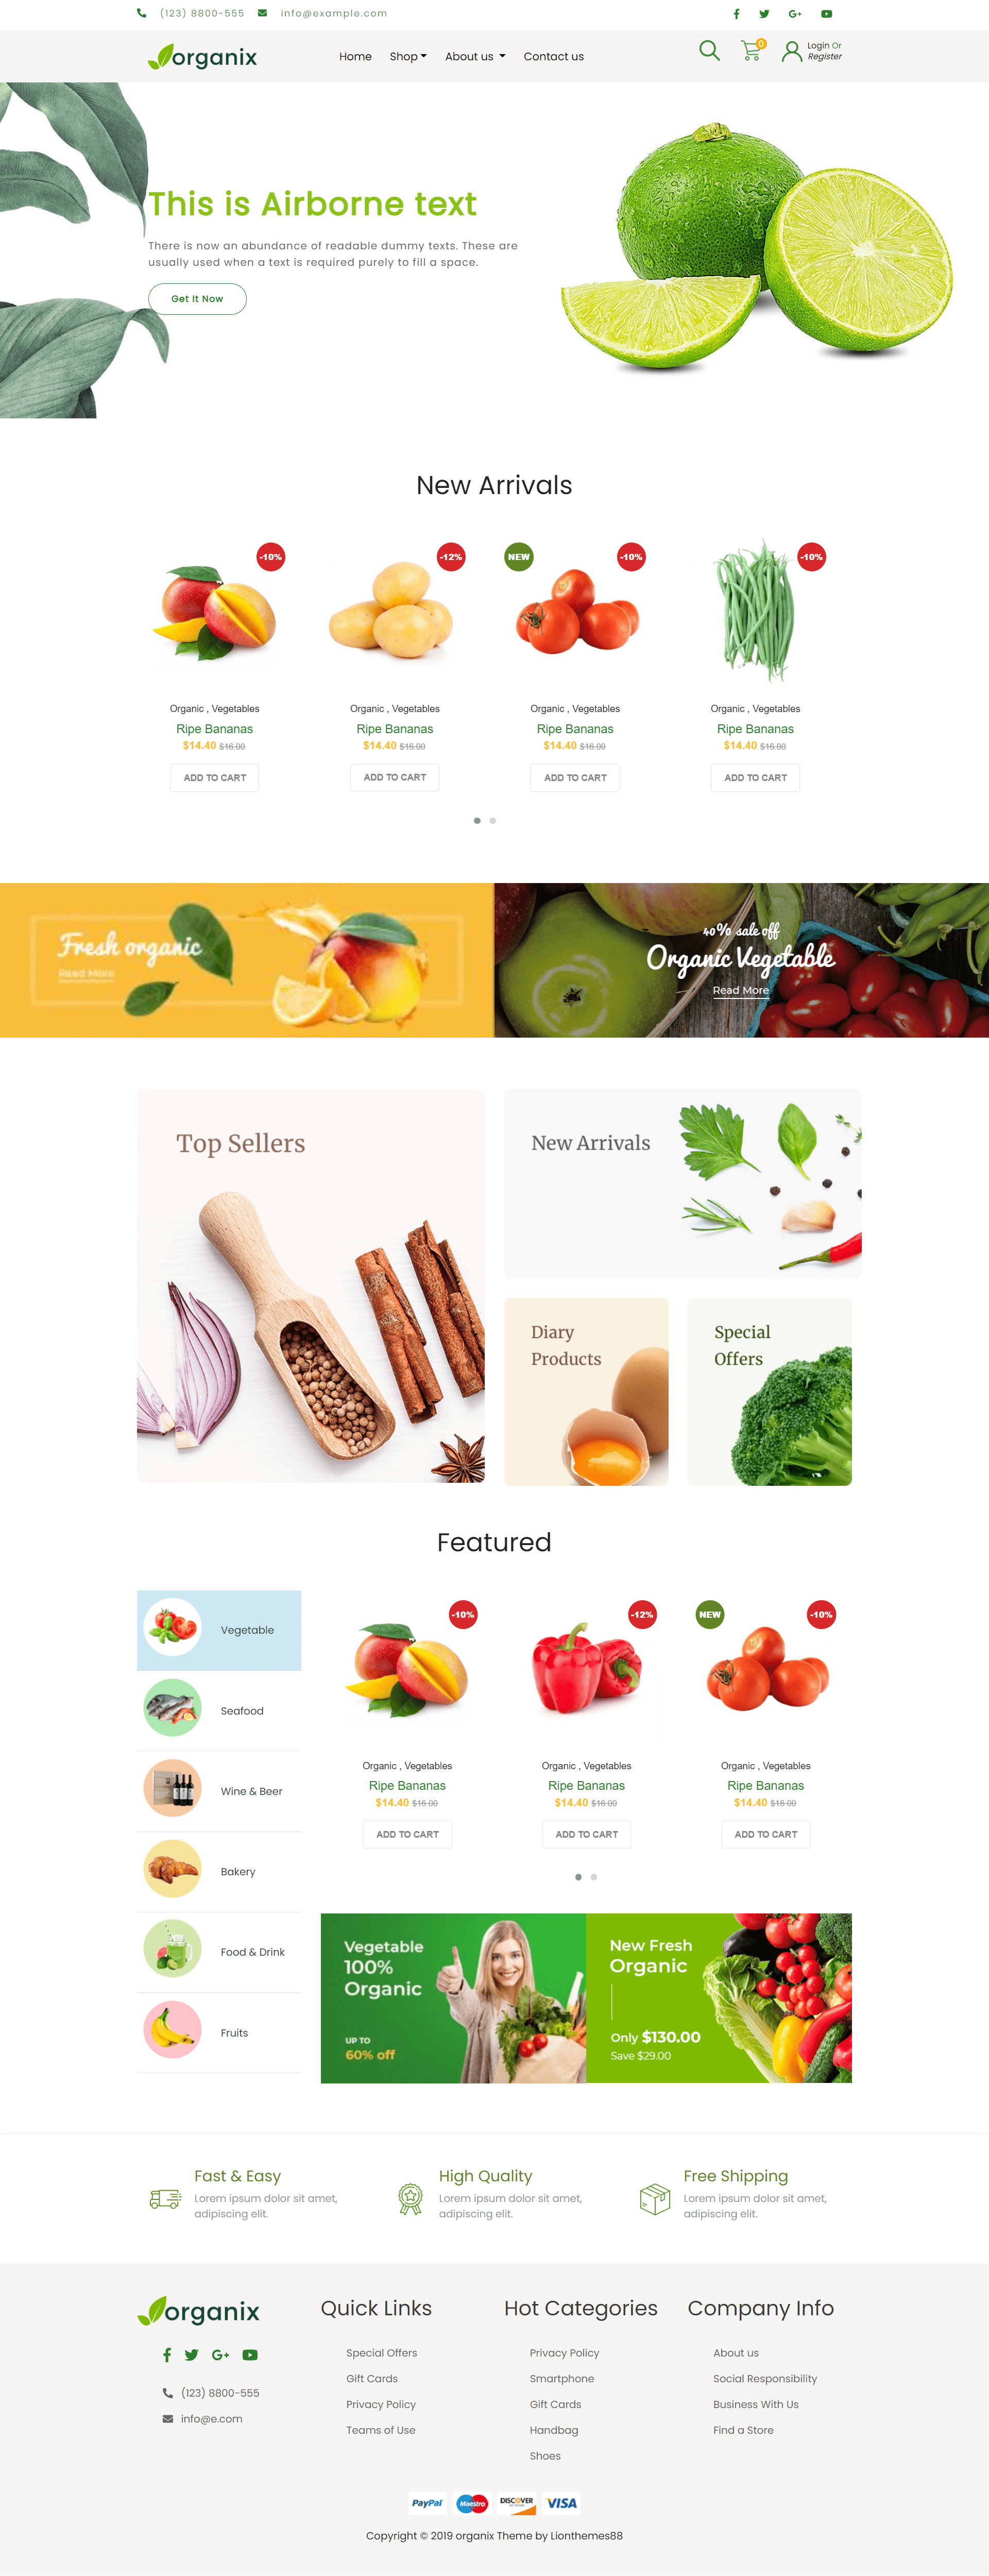 (123) 8800-555 info@example.com
organix
Home Shop About us Contact us
0
Login Or
Register
This is Airborne text
There is now an abundance of readable dummy texts. These are
usually used when a text is required purely to fill a space.
Get It Now
New Arrivals
-10%
-12%
NEW
-10%
-10%
Organic , Vegetables
Ripe Bananas
$14.40 $16.00
ADD TO CART
Organic , Vegetables
Ripe Bananas
$14.40 $16.00
ADD TO CART
Organic , Vegetables
Ripe Bananas
$14.40 $16.00
ADD TO CART
Organic , Vegetables
Ripe Bananas
$14.40 $16.00
ADD TO CART
Fresh organic
Read More
40% sale off
Organic Vegetable
Read More
Top Sellers
New Arrivals
Diary
Products
Special
Offers
Featured
Vegetable
Seafood
Wine & Beer
Bakery
Food & Drink
Fruits
-10%
-12%
NEW
-10%
Organic , Vegetables
Ripe Bananas
$14.40 $16.00
ADD TO CART
Organic , Vegetables
Ripe Bananas
$14.40 $16.00
ADD TO CART
Organic , Vegetables
Ripe Bananas
$14.40 $16.00
ADD TO CART
Vegetable
100%
Organic
UP TO
60% off
New Fresh
Organic
Only $130.00
Save $29.00
Fast & Easy
Lorem ipsum dolor sit amet,
adipiscing elit.
High Quality
Lorem ipsum dolor sit amet,
adipiscing elit.
Free Shipping
Lorem ipsum dolor sit amet,
adipiscing elit.
organix
(123) 8800-555
info@e.com
Quick Links
Special Offers
Gift Cards
Privacy Policy
Teams of Use
Hot Categories
Privacy Policy
Smartphone
Gift Cards
Handbag
Shoes
Company Info
About us
Social Responsibility
Business With Us
Find a Store
PayPal Maestro DISCOVER VISA
Copyright © 2019 organix Theme by Lionthemes88